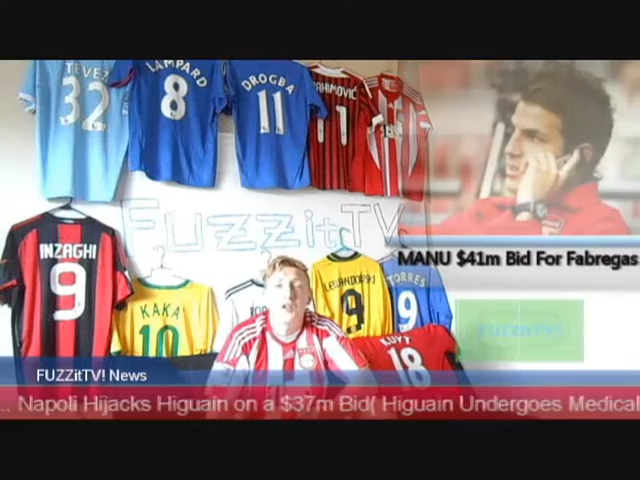 TEVEZ
32
LAMPARD
8
DROGBA
11
FUZZitTV
MANU $41m Bid For Fabregas
INZAGHI
9
KAKA
10
LEWANDOWSKI
9
TORRES
9
KUYT
18
FUZZitTV!
FUZZitTV! News
.. Napoli Hijacks Higuain on a $37m Bid( Higuain Undergoes Medical